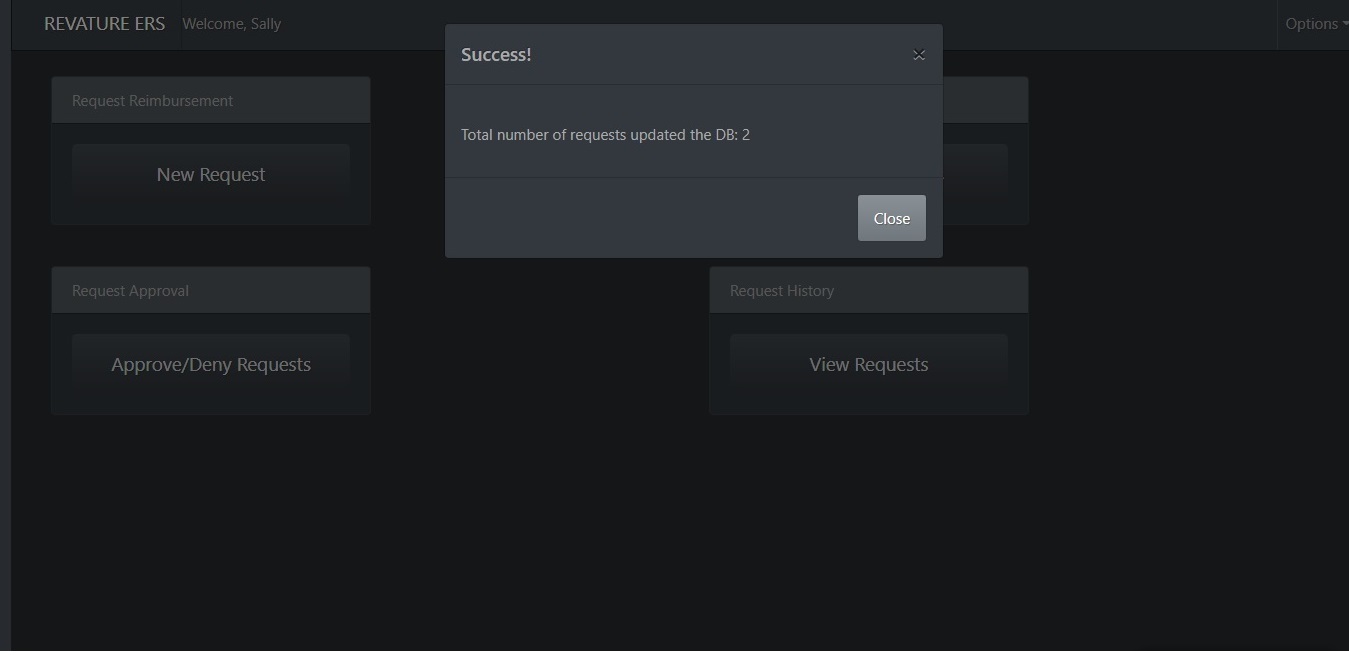 REVATURE ERS Welcome, Sally Options
Success! ×
Total number of requests updated the DB: 2
Close
Request Reimbursement
New Request
Request Approval
Approve/Deny Requests
Request History
View Requests